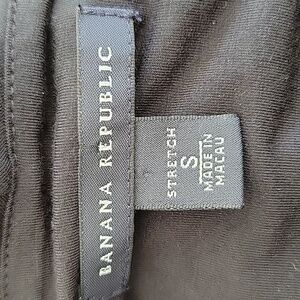 BANANA REPUBLIC
STRETCH
S
MADE IN
MACAU